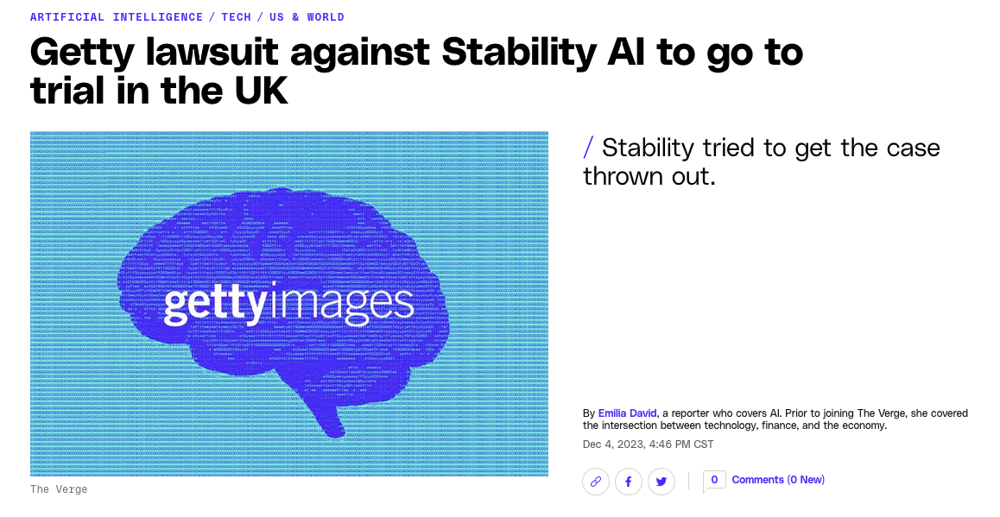 ARTIFICIAL INTELLIGENCE / TECH / US & WORLD
Getty lawsuit against Stability AI to go to
trial in the UK
/ Stability tried to get the case
thrown out.
gettyimages
By Emilia David, a reporter who covers AI. Prior to joining The Verge, she covered
the intersection between technology, finance, and the economy.
Dec 4, 2023, 4:46 PM CST
0 Comments (0 New)
The Verge